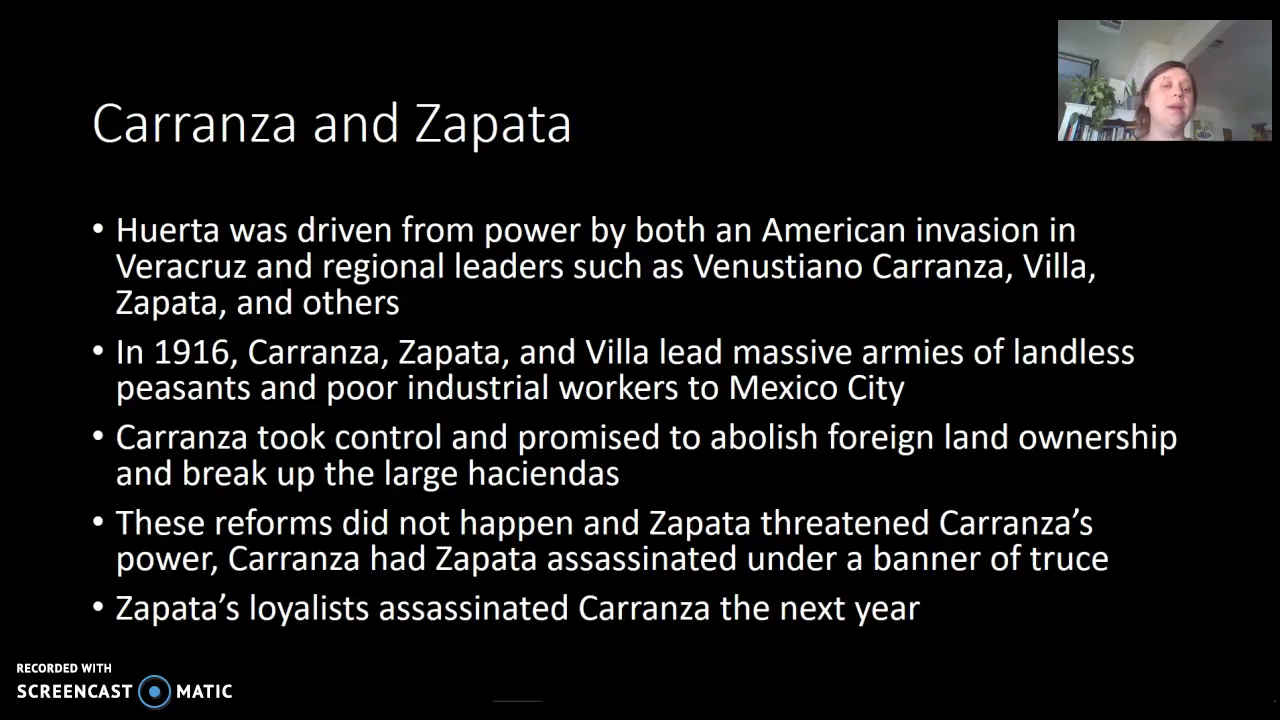 Carranza and Zapata
• Huerta was driven from power by both an American invasion in
Veracruz and regional leaders such as Venustiano Carranza, Villa,
Zapata, and others
• In 1916, Carranza, Zapata, and Villa lead massive armies of landless
peasants and poor industrial workers to Mexico City
• Carranza took control and promised to abolish foreign land ownership
and break up the large haciendas
• These reforms did not happen and Zapata threatened Carranza’s
power, Carranza had Zapata assassinated under a banner of truce
• Zapata’s loyalists assassinated Carranza the next year
RECORDED WITH
SCREENCAST MATIC